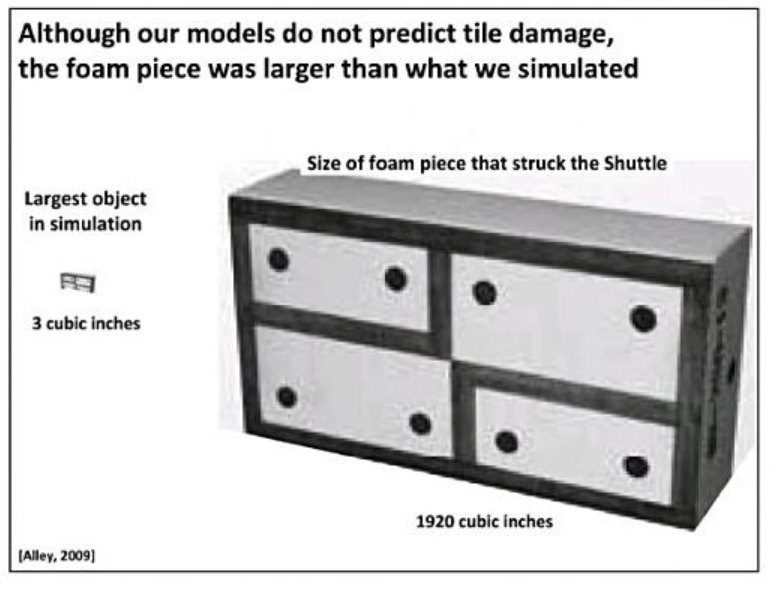 Although our models do not predict tile damage,
the foam piece was larger than what we simulated
Size of foam piece that struck the Shuttle
Largest object
in simulation
3 cubic inches
1920 cubic inches
[Alley, 2009]